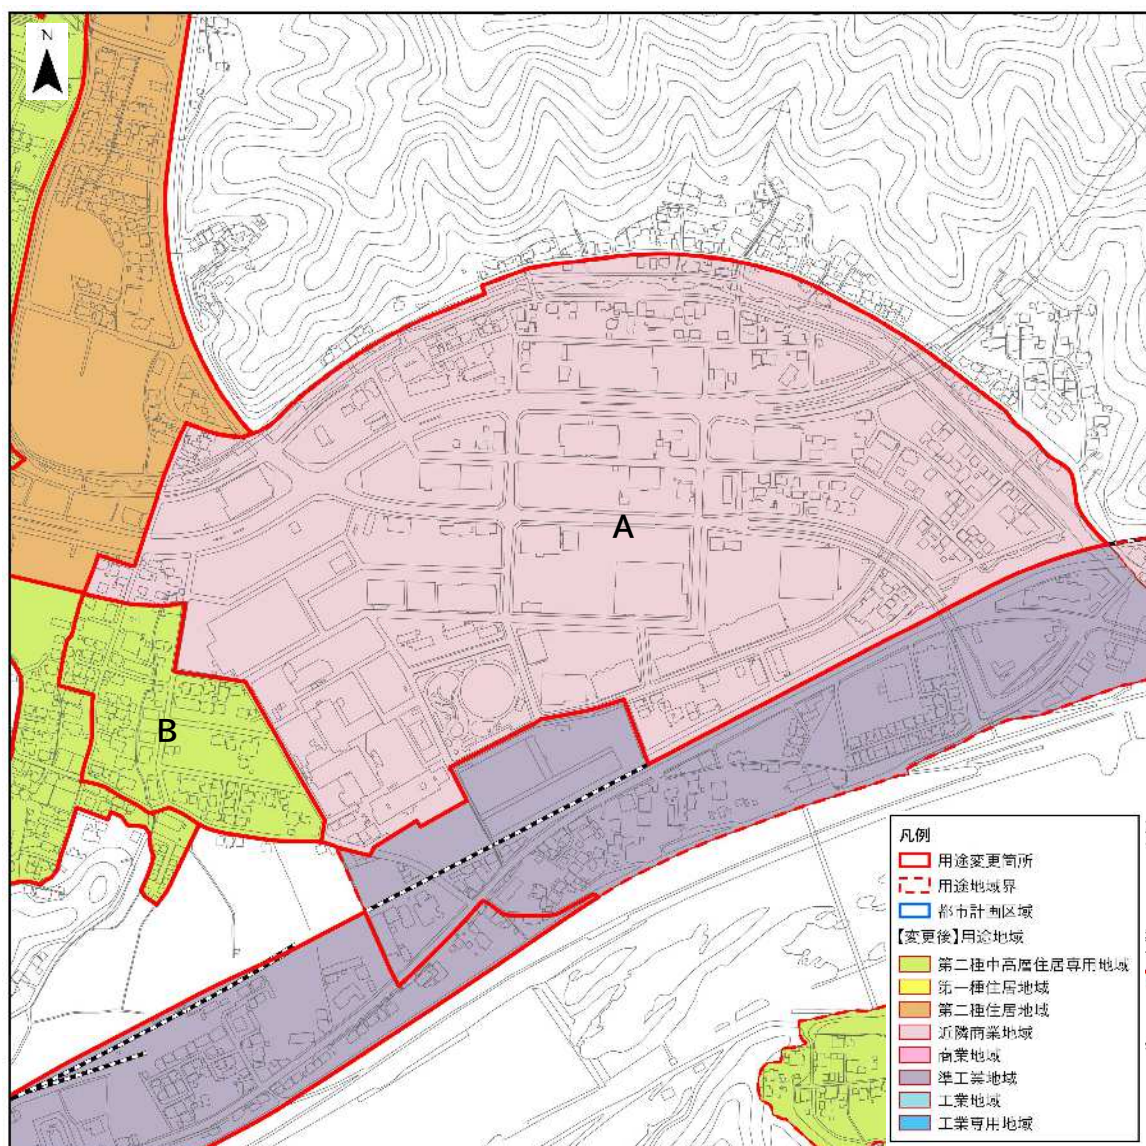 N
A
B
凡例
用途変更箇所
用途地域界
都市計画区域
【変更後】用途地域
第二種中高層住居専用地域
第一種住居地域
第二種住居地域
近隣商業地域
商業地域
準工業地域
工業地域
工業専用地域